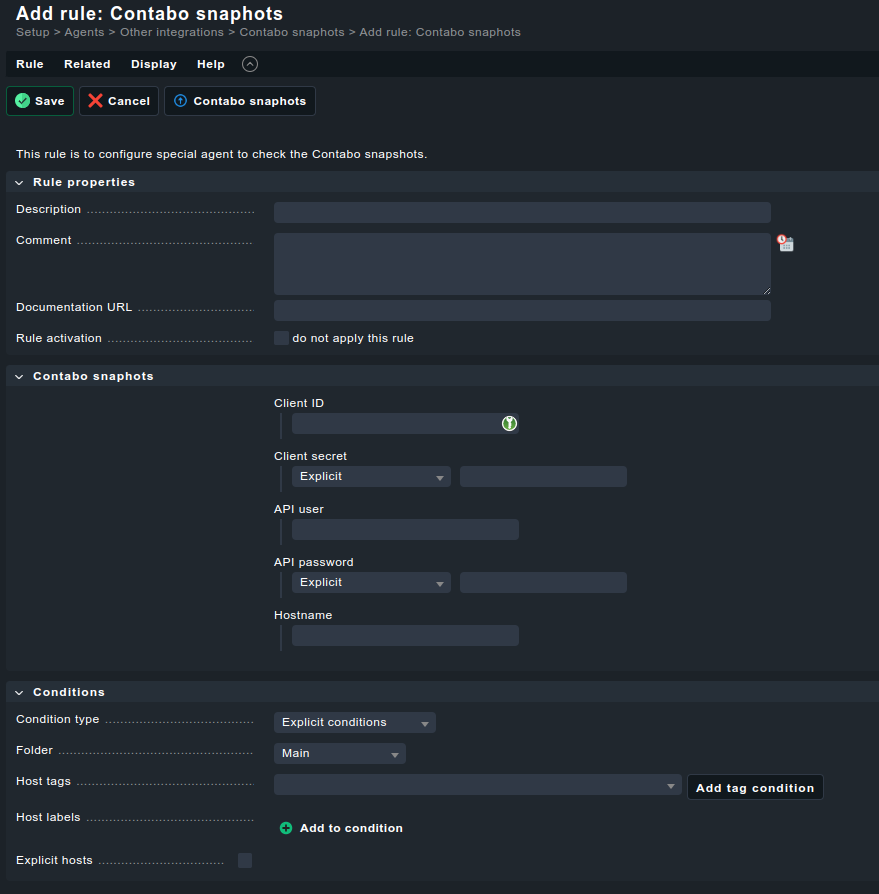 Add rule: Contabo snaphots
Setup > Agents > Other integrations > Contabo snaphots > Add rule: Contabo snaphots
Rule Related Display Help
Save Cancel Contabo snaphots
This rule is to configure special agent to check the Contabo snapshots.
Rule properties
Description
Comment
Documentation URL
Rule activation do not apply this rule
Contabo snaphots
Client ID
Client secret
Explicit
API user
API password
Explicit
Hostname
Conditions
Condition type Explicit conditions
Folder Main
Host tags Add tag condition
Host labels
Add to condition
Explicit hosts